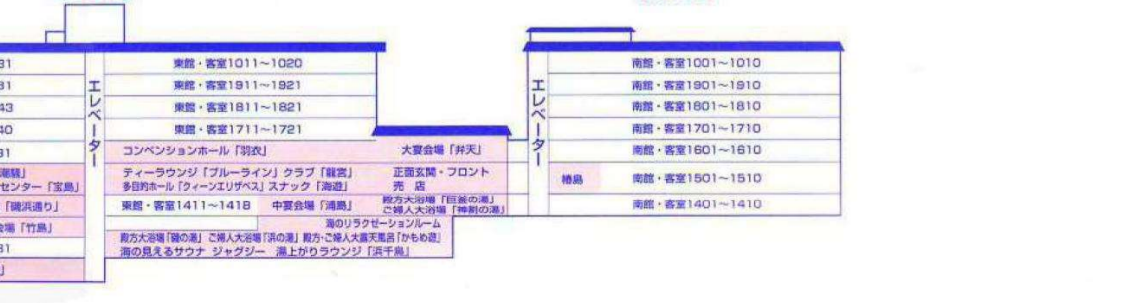 31
31
43
40
31
センター「宝島」
「磯浜通り」
場「竹島」
31
エレベーター
東館・客室1011～1020
東館・客室1911～1921
東館・客室1811～1821
東館・客室1711～1721
コンベンションホール「羽衣」
大宴会場「弁天」
ティーラウンジ「ブルーライン」クラブ「龍宮」
多目的ホール「クィーンエリザベス」スナック「海遊」
正面玄関・フロント
売 店
東館・客室1411～1418
中宴会場「浦島」
殿方大浴場「巨釜の湯」
ご婦人大浴場「神割の湯」
海のリラクゼーションルーム
殿方大浴場「磯の湯」ご婦人大浴場「浜の湯」殿方・ご婦人大露天風呂「かもめ遊」
海の見えるサウナ ジャグジー 湯上がりラウンジ「浜千鳥」
エレベーター
南館・客室1001～1010
南館・客室1901～1910
南館・客室1801～1810
南館・客室1701～1710
南館・客室1601～1610
椿島
南館・客室1501～1510
南館・客室1401～1410